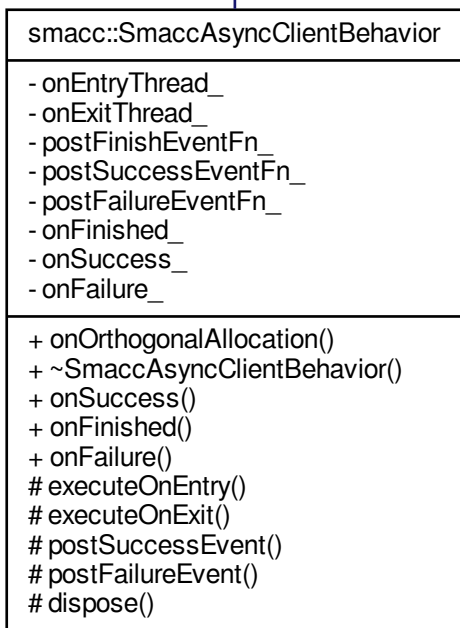 smacc::SmaccAsyncClientBehavior
- onEntryThread_
- onExitThread_
- postFinishEventFn_
- postSuccessEventFn_
- postFailureEventFn_
- onFinished_
- onSuccess_
- onFailure_
+ onOrthogonalAllocation()
+ ~SmaccAsyncClientBehavior()
+ onSuccess()
+ onFinished()
+ onFailure()
# executeOnEntry()
# executeOnExit()
# postSuccessEvent()
# postFailureEvent()
# dispose()